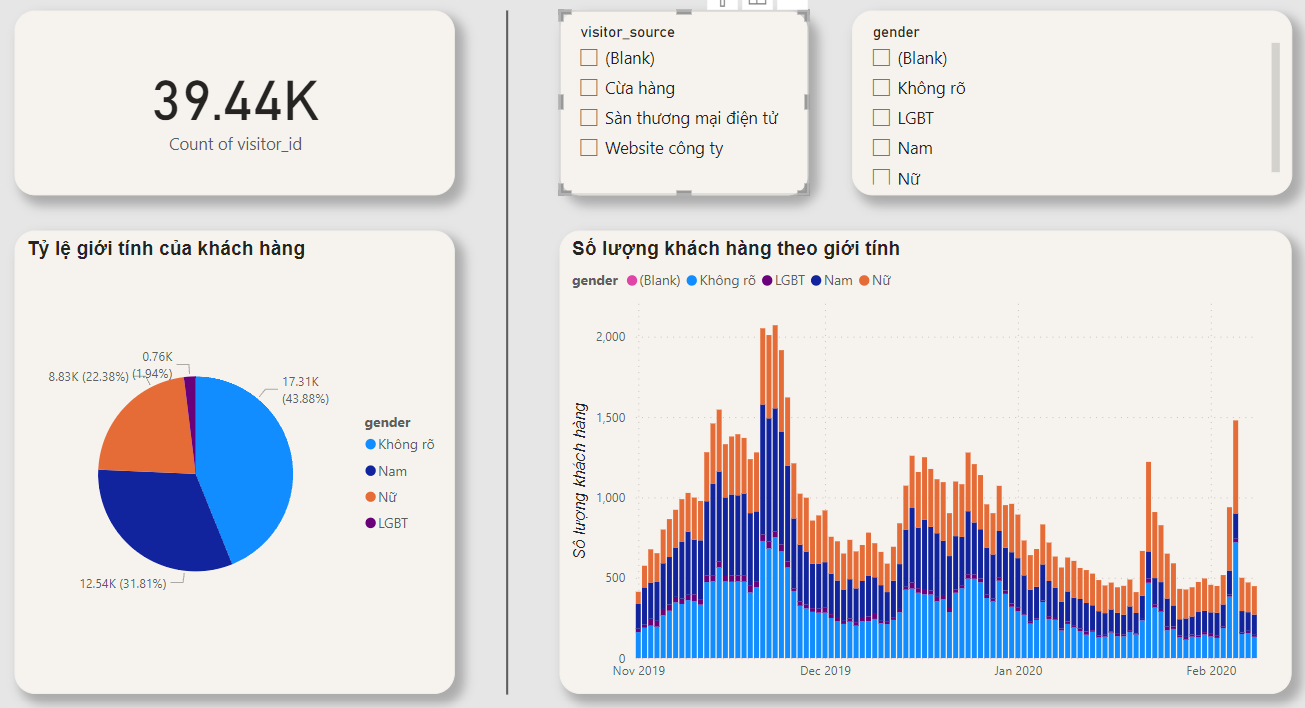 39.44K
Count of visitor_id
visitor_source
(Blank)
Cừa hàng
Sàn thương mại điện tử
Website công ty
gender
(Blank)
Không rõ
LGBT
Nam
Nữ
Tỷ lệ giới tính của khách hàng
0.76K
(1.94%)
8.83K (22.38%)
17.31K
(43.88%)
12.54K (31.81%)
gender
Không rõ
Nam
Nữ
LGBT
Số lượng khách hàng theo giới tính
gender (Blank) Không rõ LGBT Nam Nữ
Số lượng khách hàng
2,000
1,500
1,000
500
0
Nov 2019 Dec 2019 Jan 2020 Feb 2020